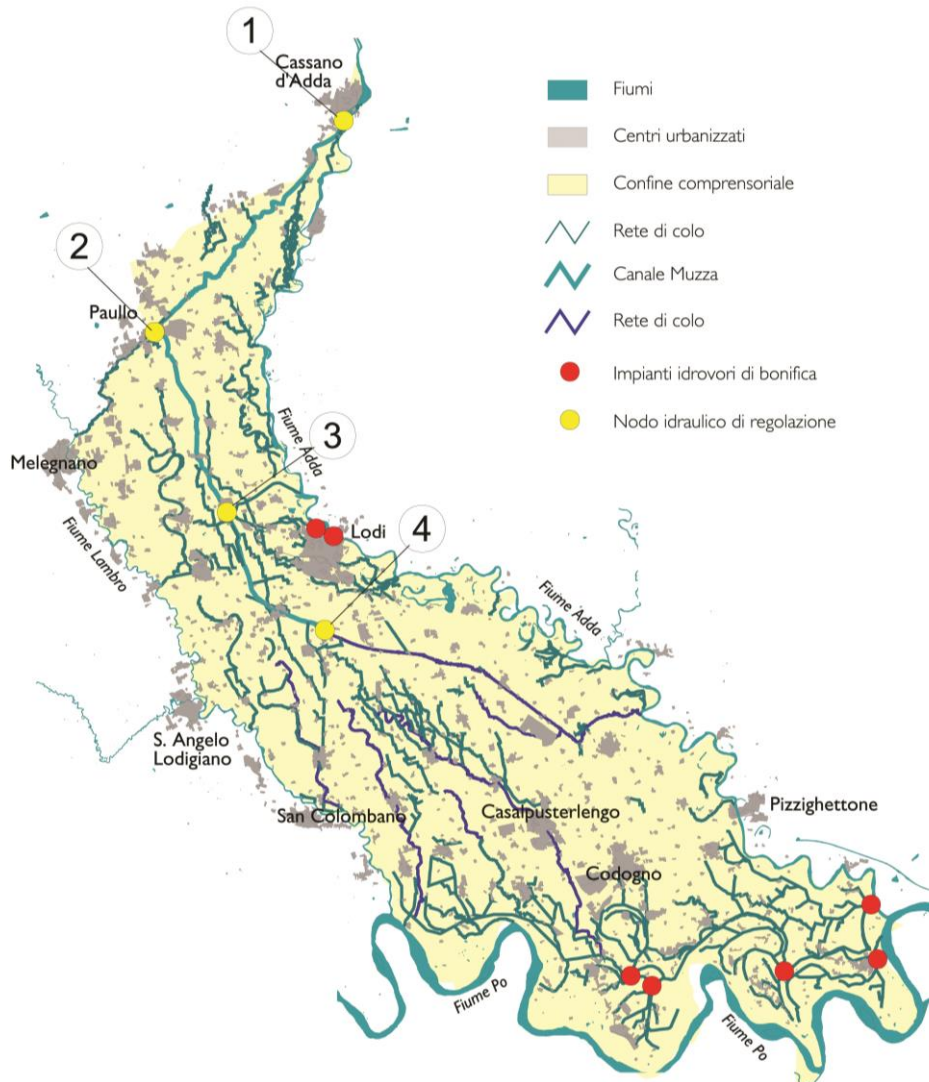 1
Cassano
d'Adda
Fiumi
Centri urbanizzati
Confine comprensoriale
Rete di colo
Canale Muzza
Rete di colo
Impianti idrovori di bonifica
Nodo idraulico di regolazione
2
Paullo
Fiume Adda
3
Melegnano
Fiume Lambro
4
Lodi
Fiume Adda
S. Angelo
Lodigiano
San Colombano
Casalpusterlengo
Pizzighettone
Codogno
Fiume Po
Fiume Po